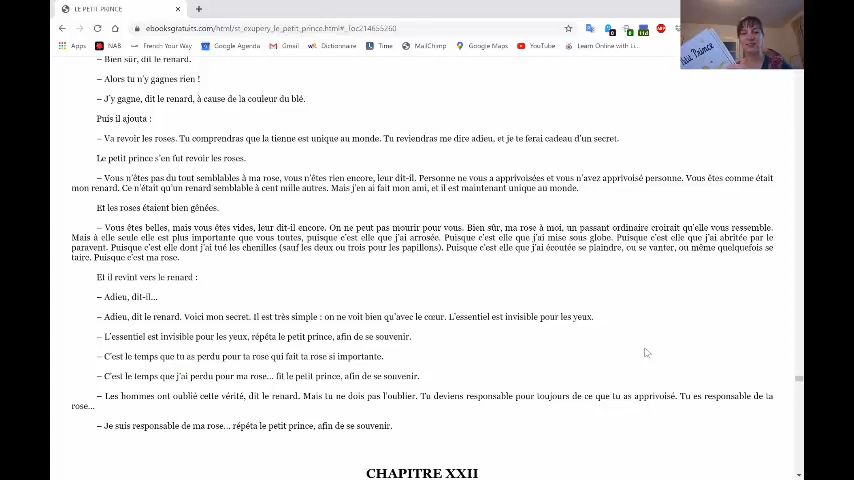 LE PETIT PRINCE
ebooksgratuits.com/html/st_exupery_le_petit_prince.html#_Toc214655260
Apps NAB French Your Way Google Agenda Gmail Dictionnaire Time MailChimp Google Maps YouTube Learn Online with Li...
Petit Prince
– Bien sûr, dit le renard.
– Alors tu n'y gagnes rien !
– J'y gagne, dit le renard, à cause de la couleur du blé.
Puis il ajouta :
– Va revoir les roses. Tu comprendras que la tienne est unique au monde. Tu reviendras me dire adieu, et je te ferai cadeau d'un secret.
Le petit prince s'en fut revoir les roses.
– Vous n'êtes pas du tout semblables à ma rose, vous n'êtes rien encore, leur dit-il. Personne ne vous a apprivoisées et vous n'avez apprivoisé personne. Vous êtes comme était
mon renard. Ce n'était qu'un renard semblable à cent mille autres. Mais j'en ai fait mon ami, et il est maintenant unique au monde.
Et les roses étaient bien gênées.
– Vous êtes belles, mais vous êtes vides, leur dit-il encore. On ne peut pas mourir pour vous. Bien sûr, ma rose à moi, un passant ordinaire croirait qu'elle vous ressemble.
Mais à elle seule elle est plus importante que vous toutes, puisque c'est elle que j'ai arrosée. Puisque c'est elle que j'ai mise sous globe. Puisque c'est elle que j'ai abritée par le
paravent. Puisque c'est elle dont j'ai tué les chenilles (sauf les deux ou trois pour les papillons). Puisque c'est elle que j'ai écoutée se plaindre, ou se vanter, ou même quelquefois se
taire. Puisque c'est ma rose.
Et il revint vers le renard :
– Adieu, dit-il...
– Adieu, dit le renard. Voici mon secret. Il est très simple : on ne voit bien qu'avec le cœur. L'essentiel est invisible pour les yeux.
– L'essentiel est invisible pour les yeux, répéta le petit prince, afin de se souvenir.
– C'est le temps que tu as perdu pour ta rose qui fait ta rose si importante.
– C'est le temps que j'ai perdu pour ma rose... fit le petit prince, afin de se souvenir.
– Les hommes ont oublié cette vérité, dit le renard. Mais tu ne dois pas l'oublier. Tu deviens responsable pour toujours de ce que tu as apprivoisé. Tu es responsable de ta
rose...
– Je suis responsable de ma rose... répéta le petit prince, afin de se souvenir.
CHAPITRE XXII